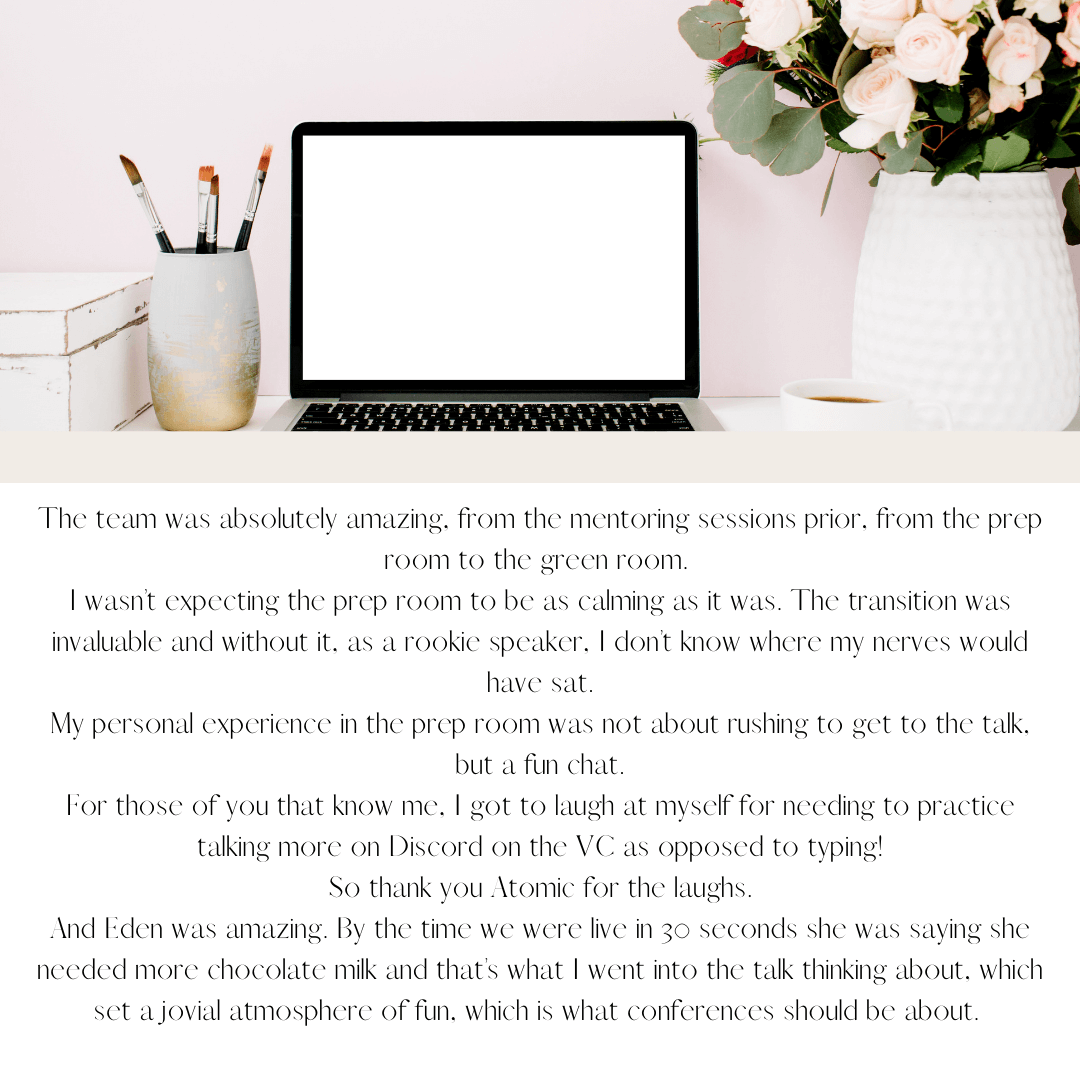 The team was absolutely amazing, from the mentoring sessions prior, from the prep
room to the green room.
I wasn't expecting the prep room to be as calming as it was. The transition was
invaluable and without it, as a rookie speaker, I don't know where my nerves would
have sat.
My personal experience in the prep room was not about rushing to get to the talk,
but a fun chat.
For those of you that know me, I got to laugh at myself for needing to practice
talking more on Discord on the VC as opposed to typing!
So thank you Atomic for the laughs.
And Eden was amazing. By the time we were live in 30 seconds she was saying she
needed more chocolate milk and that's what I went into the talk thinking about, which
set a jovial atmosphere of fun, which is what conferences should be about.